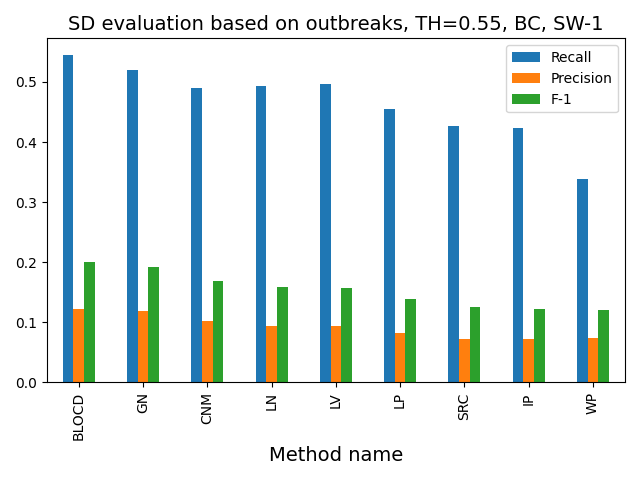 SD evaluation based on outbreaks, TH=0.55, BC, SW-1
Recall
Precision
F-1
0.5
0.4
0.3
0.2
0.1
0.0
BLOCD
GN
CNM
LN
LV
LP
SRC
IP
WP
Method name